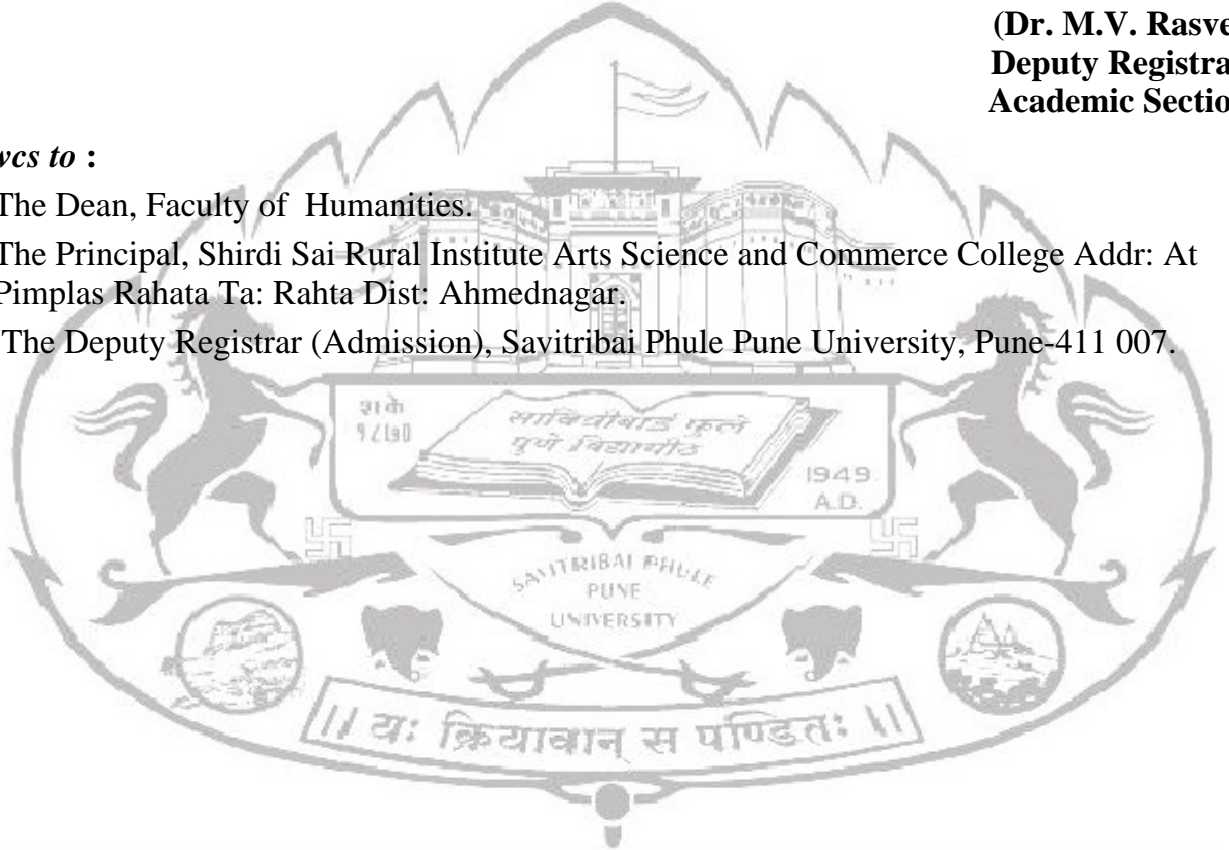 (Dr. M.V. Rasve
Deputy Registra
Academic Sectio
wcs to :
The Dean, Faculty of Humanities.
The Principal, Shirdi Sai Rural Institute Arts Science and Commerce College Addr: At
Pimplas Rahata Ta: Rahta Dist: Ahmednagar.
The Deputy Registrar (Admission), Savitribai Phule Pune University, Pune-411 007.
शके
१८७०
सावित्रीबाई फुले
पुणे विद्यापीठ
1949
A.D.
SAVITRIBAI PHULE
PUNE
UNIVERSITY
॥ यः क्रियावान् स पण्डितः ॥